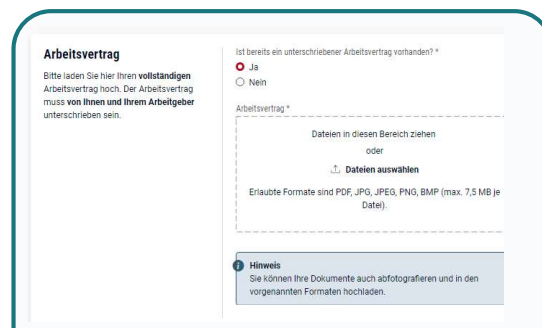 Arbeitsvertrag
Bitte laden Sie hier Ihren vollständigen
Arbeitsvertrag hoch. Der Arbeitsvertrag
muss von Ihnen und Ihrem Arbeitgeber
unterschrieben sein.
Ist bereits ein unterschriebener Arbeitsvertrag vorhanden? *
Ja
Nein
Arbeitsvertrag *
Dateien in diesen Bereich ziehen
oder
Dateien auswählen
Erlaubte Formate sind PDF, JPG, JPEG, PNG, BMP (max. 7,5 MB je
Datei).
Hinweis
Sie können Ihre Dokumente auch abfotografieren und in den
vorgenannten Formaten hochladen.